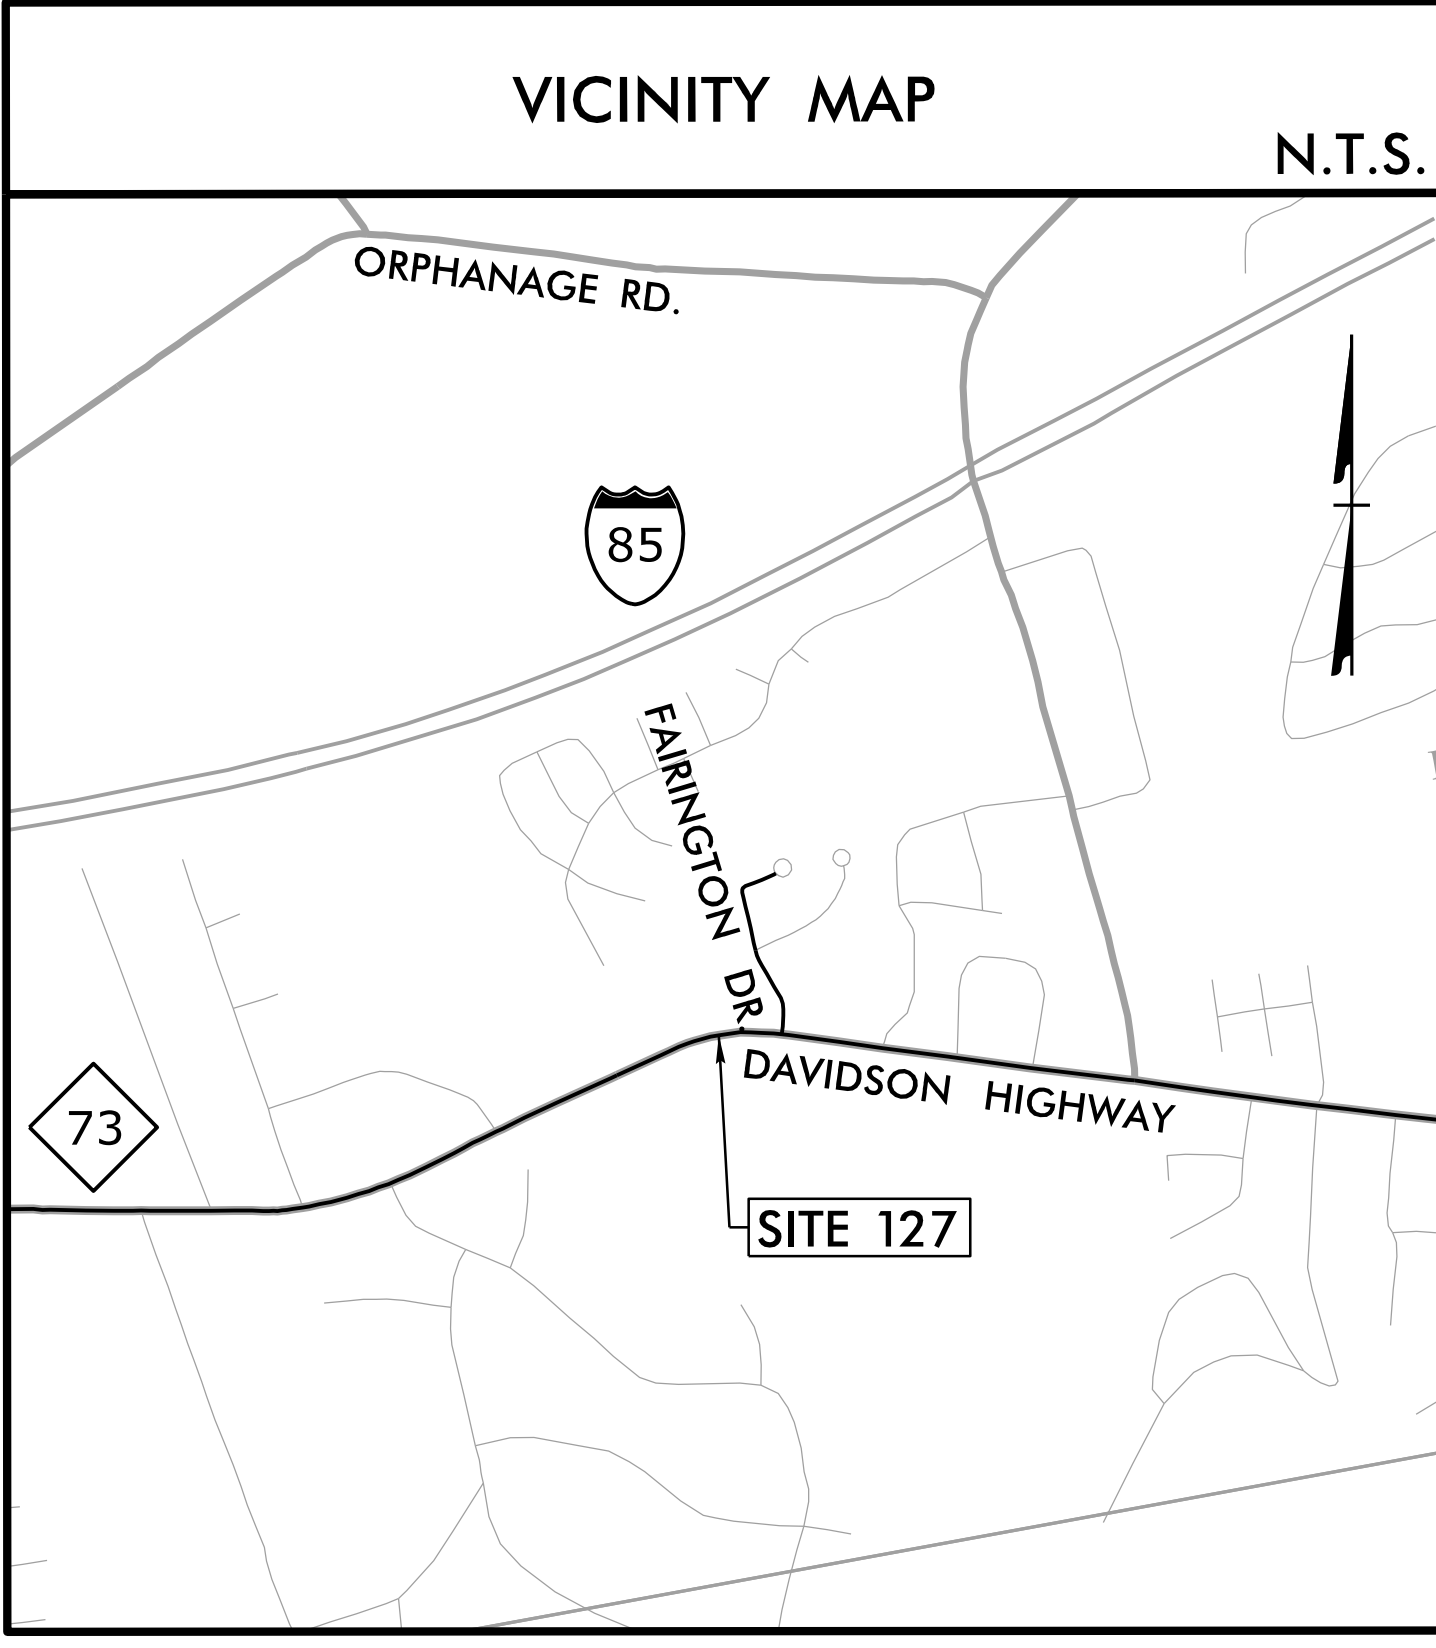 VICINITY MAP
N.T.S.
ORPHANAGE RD.
85
FAIRINGTON DR.
DAVIDSON HIGHWAY
73
SITE 127